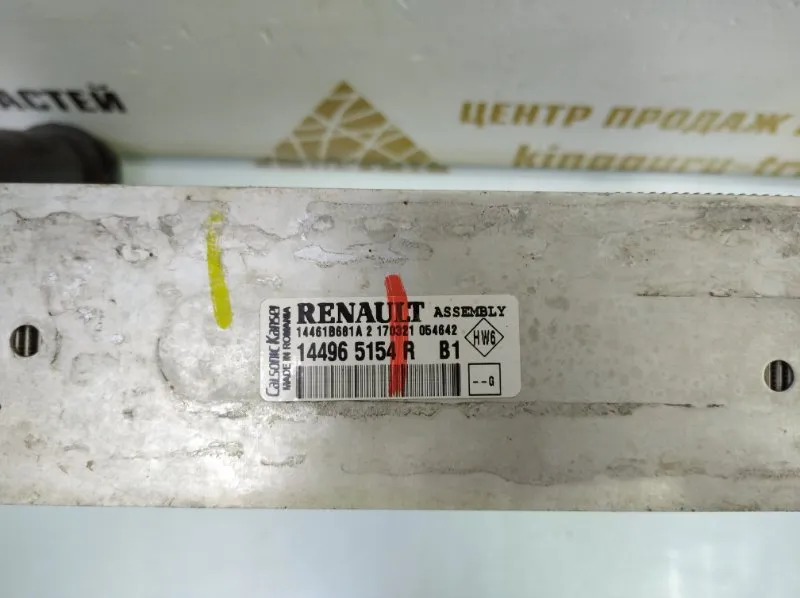 АСТЕЙ
ЦЕНТР ПРОДАЖ
RENAULT ASSEMBLY
14461B681A 2 170321 054642
14496 5154 R B1
HW6
--G
Calsonic Kansei
MADE IN ROMANIA